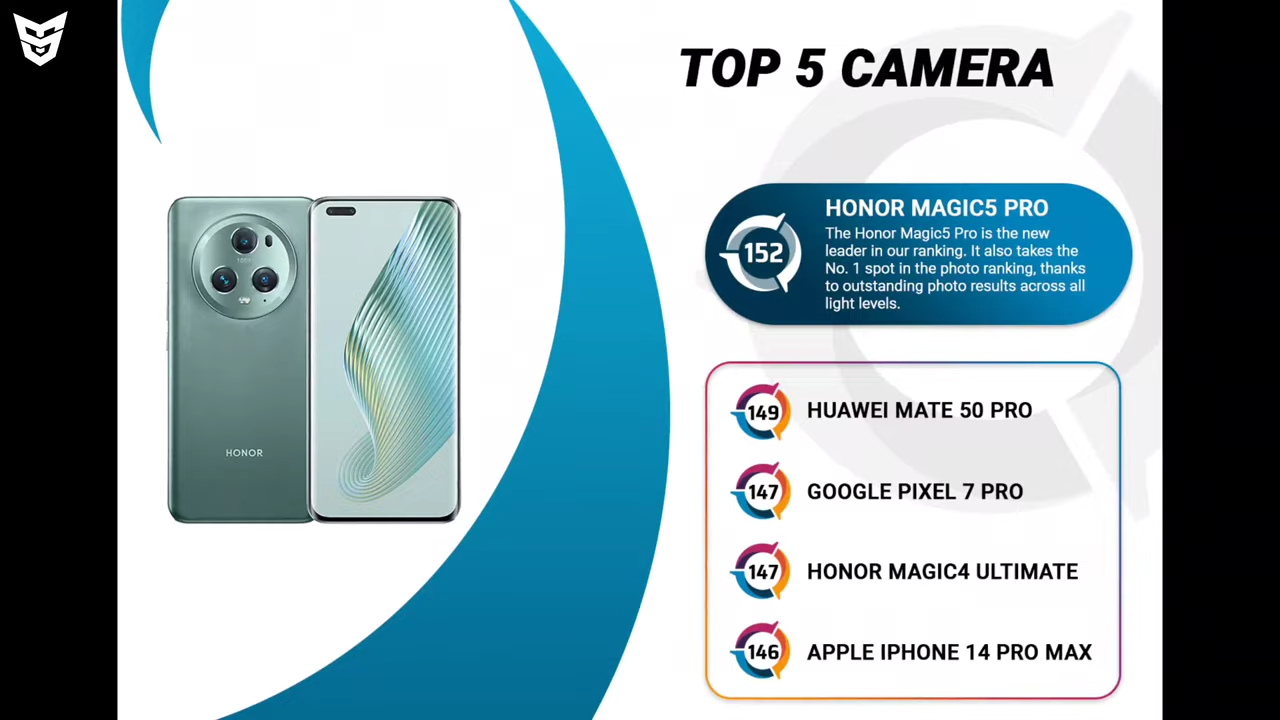 TOP 5 CAMERA
152
HONOR MAGIC5 PRO
The Honor Magic5 Pro is the new
leader in our ranking. It also takes the
No. 1 spot in the photo ranking, thanks
to outstanding photo results across all
light levels.
149
HUAWEI MATE 50 PRO
147
GOOGLE PIXEL 7 PRO
147
HONOR MAGIC4 ULTIMATE
146
APPLE IPHONE 14 PRO MAX
HONOR